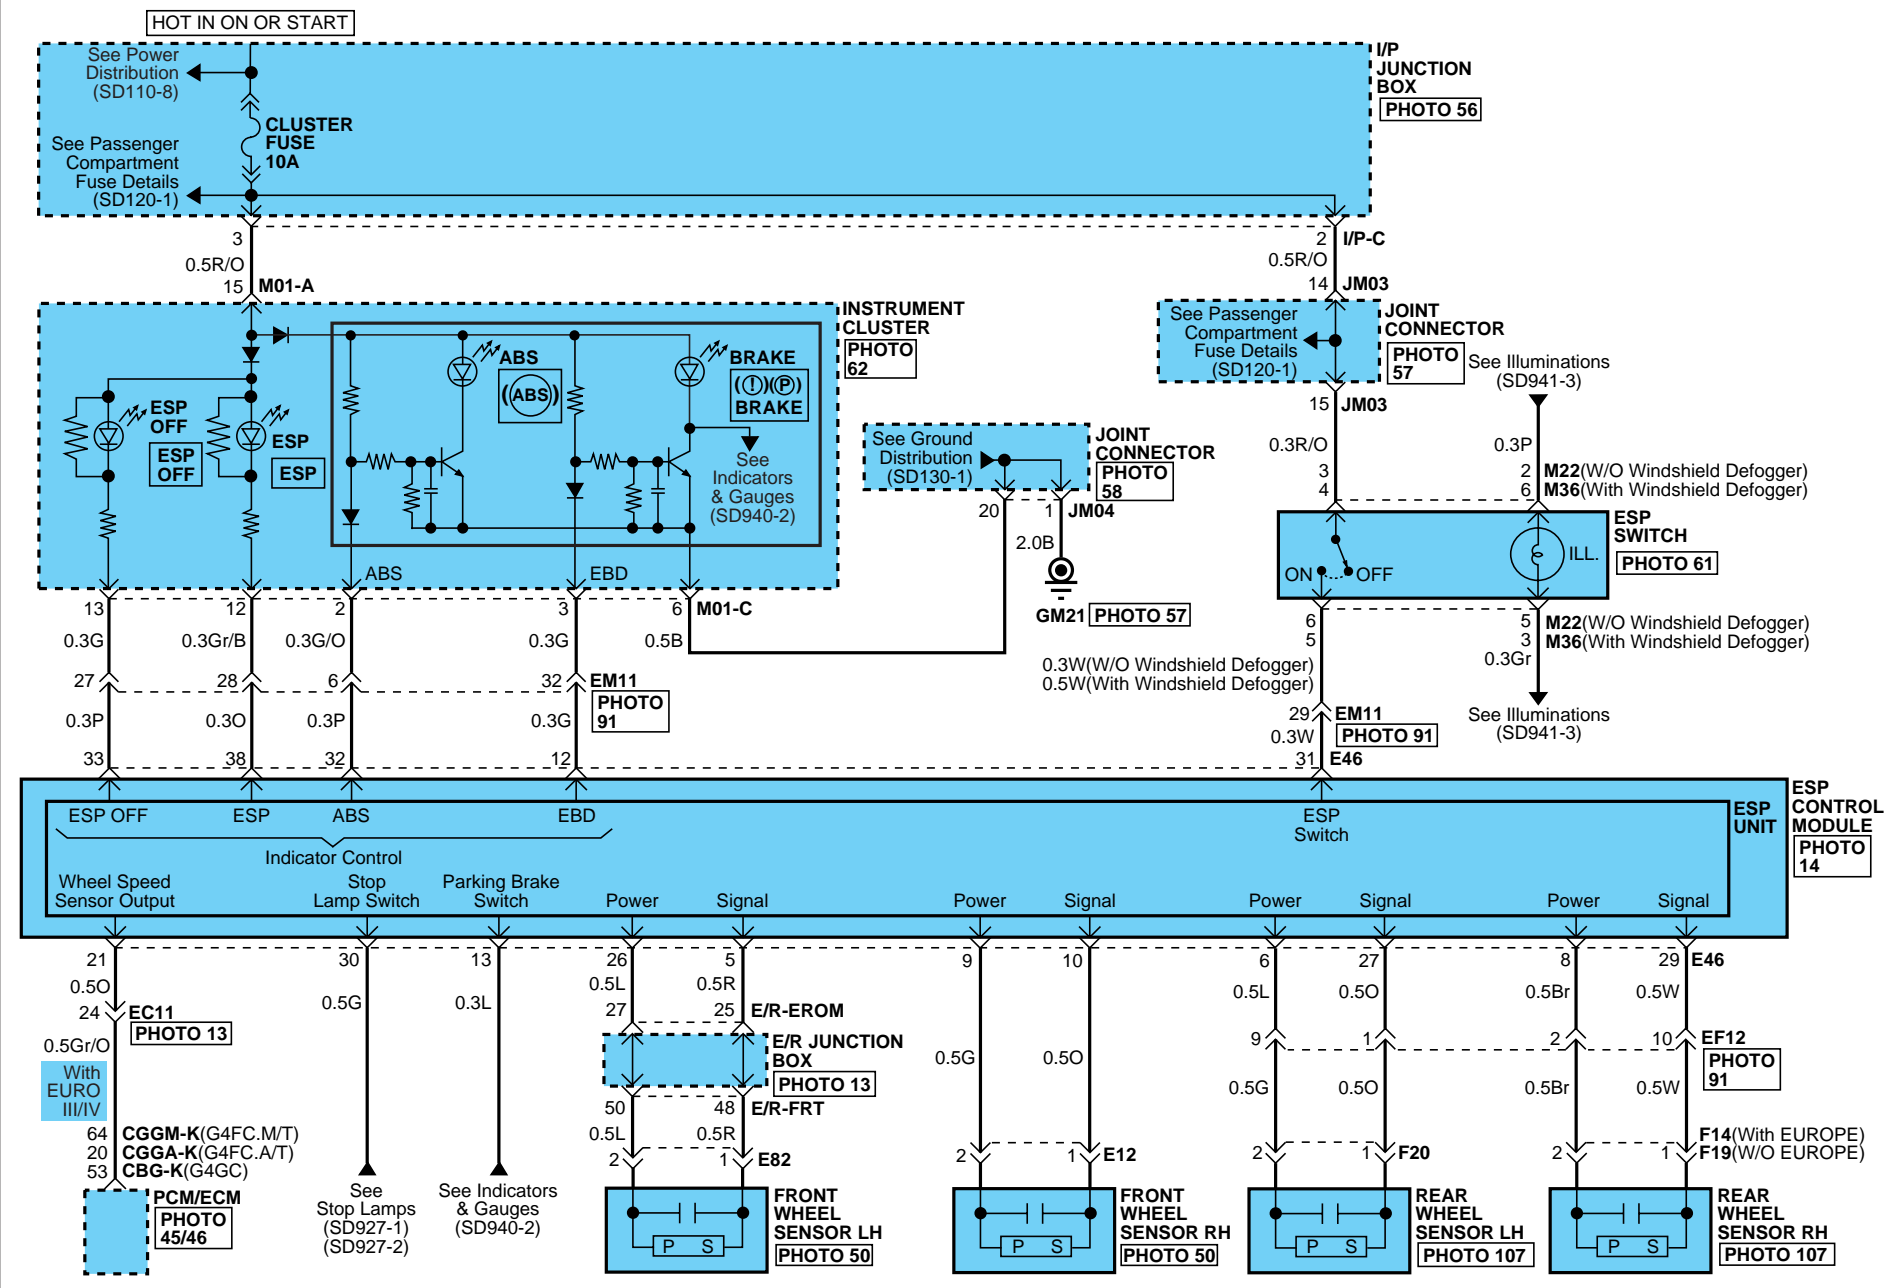 HOT IN ON OR START
See Power
Distribution
(SD110-8)
CLUSTER
FUSE
10A
See Passenger
Compartment
Fuse Details
(SD120-1)
I/P
JUNCTION
BOX
PHOTO 56
3
0.5R/O
15 M01-A
2 I/P-C
0.5R/O
14 JM03
INSTRUMENT
CLUSTER
PHOTO
62
ESP
OFF
ESP
OFF
ESP
ESP
ABS
(ABS)
BRAKE
(!)(P)
BRAKE
See
Indicators
& Gauges
(SD940-2)
ABS
EBD
See Passenger
Compartment
Fuse Details
(SD120-1)
JOINT
CONNECTOR
PHOTO
57
15 JM03
0.3R/O
3
4
See Illuminations
(SD941-3)
0.3P
2 M22(W/O Windshield Defogger)
6 M36(With Windshield Defogger)
See Ground
Distribution
(SD130-1)
JOINT
CONNECTOR
PHOTO
58
20
1 JM04
2.0B
GM21 PHOTO 57
ESP
SWITCH
PHOTO 61
ON
OFF
ILL.
13
12
2
3
6 M01-C
0.3G
0.3Gr/B
0.3G/O
0.3G
0.5B
6
5
5 M22(W/O Windshield Defogger)
3 M36(With Windshield Defogger)
0.3Gr
See Illuminations
(SD941-3)
0.3W(W/O Windshield Defogger)
0.5W(With Windshield Defogger)
27
28
6
32 EM11
PHOTO
91
0.3P
0.3O
0.3P
0.3G
29 EM11
PHOTO 91
0.3W
33
38
32
12
31 E46
ESP OFF
ESP
ABS
EBD
Indicator Control
ESP
Switch
ESP
UNIT
ESP
CONTROL
MODULE
PHOTO
14
Wheel Speed
Sensor Output
Stop
Lamp Switch
Parking Brake
Switch
Power
Signal
Power
Signal
Power
Signal
Power
Signal
21
30
13
26
5
9
10
6
27
8
29 E46
0.5O
24 EC11
PHOTO 13
0.5Gr/O
With
EURO
III/IV
64 CGGM-K(G4FC.M/T)
20 CGGA-K(G4FC.A/T)
53 CBG-K(G4GC)
PCM/ECM
PHOTO
45/46
0.5G
See
Stop Lamps
(SD927-1)
(SD927-2)
0.3L
See Indicators
& Gauges
(SD940-2)
0.5L
0.5R
27
25 E/R-EROM
E/R JUNCTION
BOX
PHOTO 13
50
48 E/R-FRT
0.5L
0.5R
2
1 E82
P S
FRONT
WHEEL
SENSOR LH
PHOTO 50
0.5G
0.5O
2
1 E12
P S
FRONT
WHEEL
SENSOR RH
PHOTO 50
0.5L
0.5O
9
1
0.5G
0.5O
2
1 F20
P S
REAR
WHEEL
SENSOR LH
PHOTO 107
0.5Br
0.5W
2
10 EF12
PHOTO
91
0.5Br
0.5W
F14(With EUROPE)
2
1 F19(W/O EUROPE)
P S
REAR
WHEEL
SENSOR RH
PHOTO 107